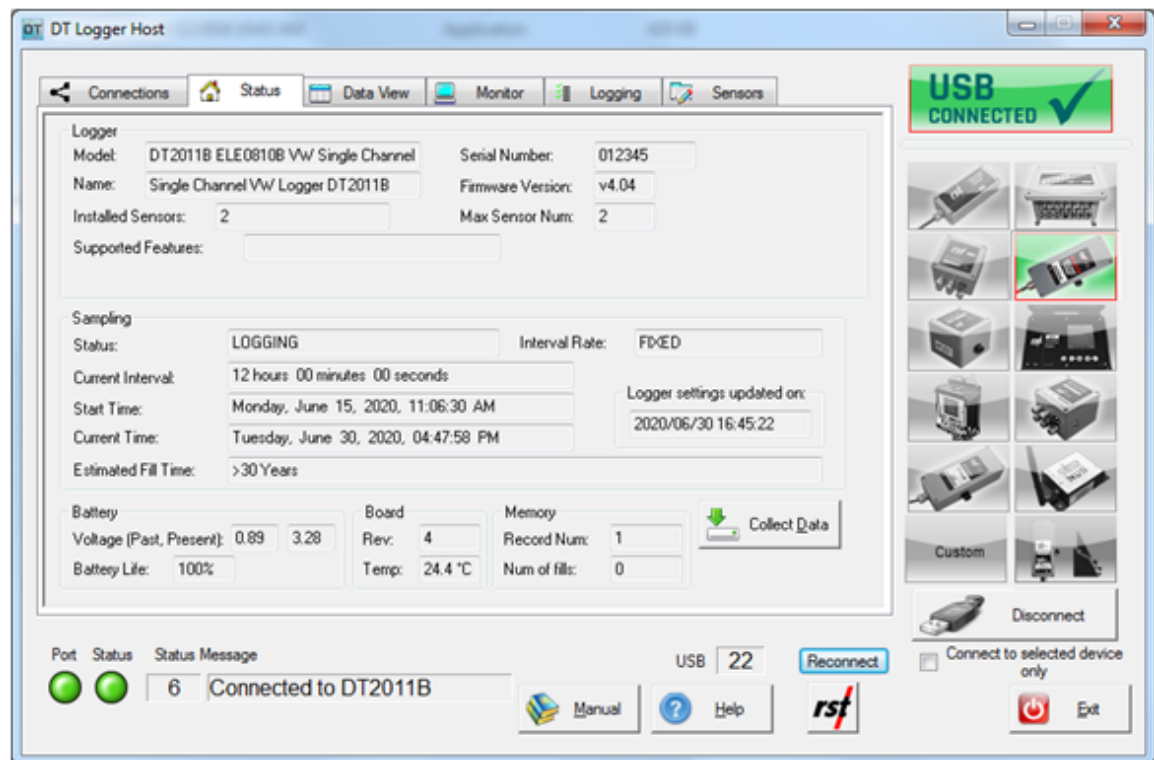 DT DT Logger Host
Connections Status Data View Monitor Logging Sensors
USB
CONNECTED
Logger
Model: DT2011B ELE0810B VW Single Channel Serial Number: 012345
Name: Single Channel VW Logger DT2011B Firmware Version: v4.04
Installed Sensors: 2 Max Sensor Num: 2
Supported Features:
Sampling
Status: LOGGING Interval Rate: FIXED
Current Interval: 12 hours 00 minutes 00 seconds
Logger settings updated on:
Start Time: Monday, June 15, 2020, 11:06:30 AM
2020/06/30 16:45:22
Current Time: Tuesday, June 30, 2020, 04:47:58 PM
Estimated Fill Time: >30 Years
Battery Board Memory
Voltage (Past, Present): 0.89 3.28 Rev: 4 Record Num: 1 Collect Data
Battery Life: 100% Temp: 24.4 °C Num of fills: 0
Custom
Disconnect
Port Status Status Message
6 Connected to DT2011B
USB 22 Reconnect
Connect to selected device
only
Manual Help rst Exit